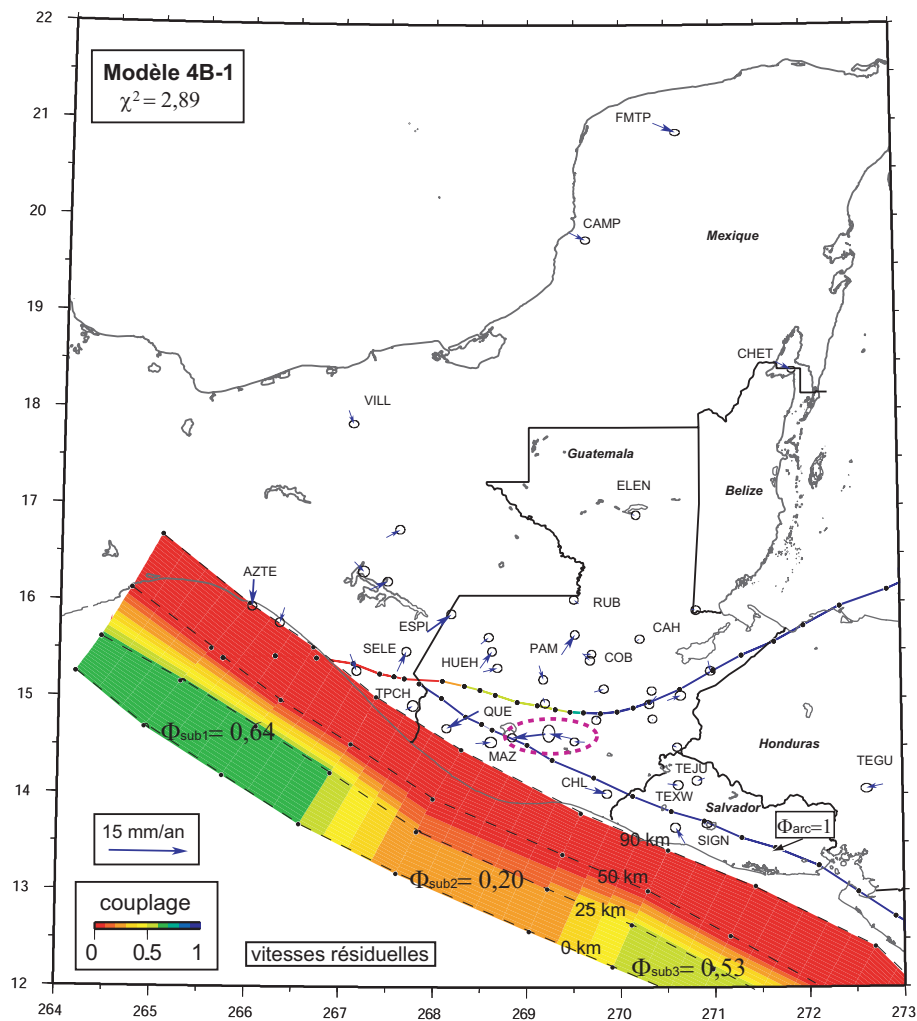 22
21
20
19
18
17
16
15
14
13
12
264
265
266
267
268
269
270
271
272
273
Modèle 4B-1
χ² = 2,89
FMTP
CAMP
Mexique
CHET
VILL
Guatemala
ELEN
Belize
AZTE
RUB
ESPI
CAH
SELE
PAM
COB
HUEH
TPCH
QUE
MAZ
Honduras
TEGU
CHL
TEJU
TEXW
Salvador
SIGN
Φarc=1
Φsub1= 0,64
Φsub2= 0,20
Φsub3= 0,53
90 km
50 km
25 km
0 km
15 mm/an
couplage
0 0.5 1
vitesses résiduelles